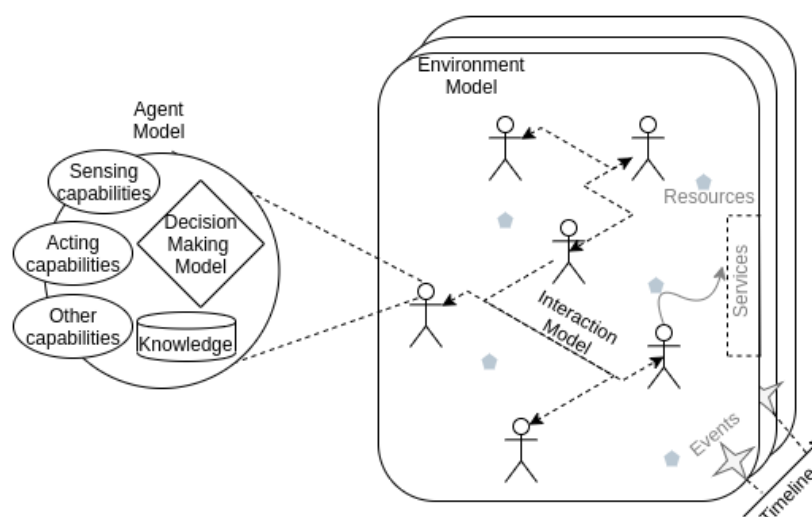 Agent
Model
Sensing
capabilities
Acting
capabilities
Other
capabilities
Decision
Making
Model
Knowledge
Environment
Model
Resources
Services
Interaction
Model
Events
Timeline